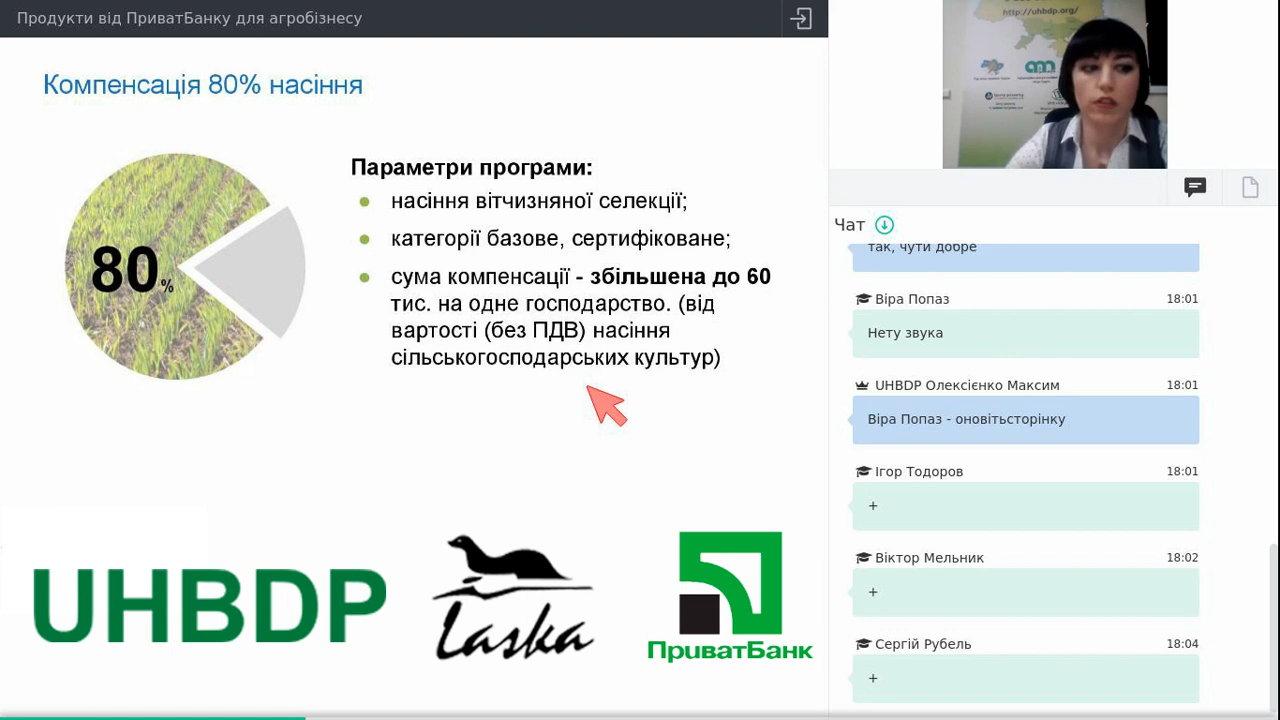 Продукти від ПриватБанку для агробізнесу
Компенсація 80% насіння
80%
Параметри програми:
насіння вітчизняної селекції;
категорії базове, сертифіковане;
сума компенсації - збільшена до 60
тис. на одне господарство. (від
вартості (без ПДВ) насіння
сільськогосподарських культур)
UHBDP
Laska
ПриватБанк
http://uhbdp.org/
Чат
так, чути добре
Віра Попаз 18:01
Нету звука
UHBDP Олексієнко Максим 18:01
Віра Попаз - оновітьсторінку
Ігор Тодоров 18:01
+
Віктор Мельник 18:02
+
Сергій Рубель 18:04
+